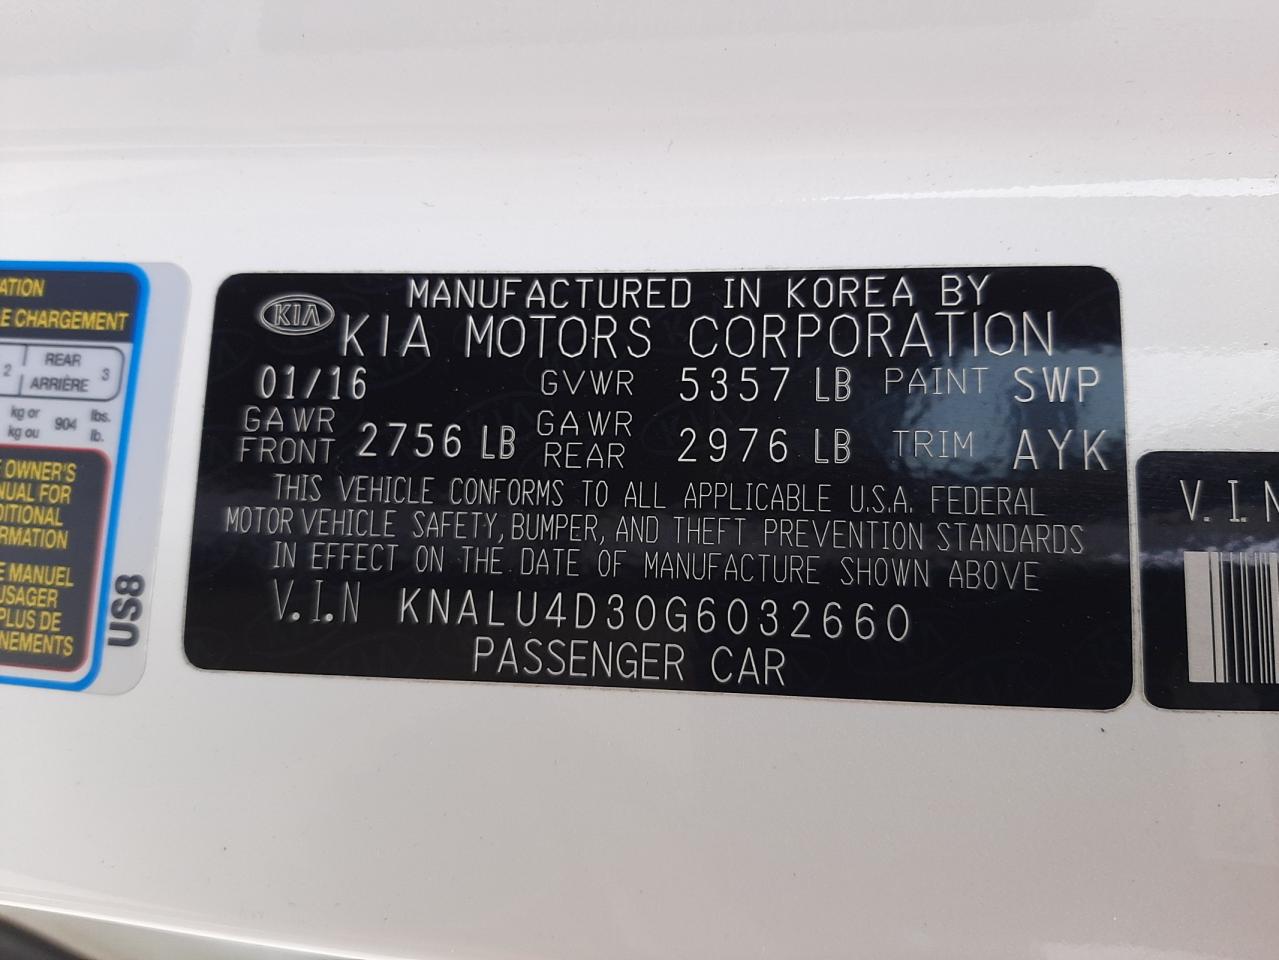 ATION
E CHARGEMENT
2 REAR ARRIÈRE 3
kg or 904 lbs.
kg ou lb.
OWNER'S
NUAL FOR
DITIONAL
RMATION
E MANUEL
USAGER
PLUS DE
NEMENTS
US8
MANUFACTURED IN KOREA BY
KIA KIA MOTORS CORPORATION
01/16 GVWR 5357 LB PAINT SWP
GAWR FRONT 2756 LB GAWR REAR 2976 LB TRIM AYK
THIS VEHICLE CONFORMS TO ALL APPLICABLE U.S.A. FEDERAL
MOTOR VEHICLE SAFETY, BUMPER, AND THEFT PREVENTION STANDARDS
IN EFFECT ON THE DATE OF MANUFACTURE SHOWN ABOVE
V.I.N KNALU4D30G6032660
PASSENGER CAR
V.I.N